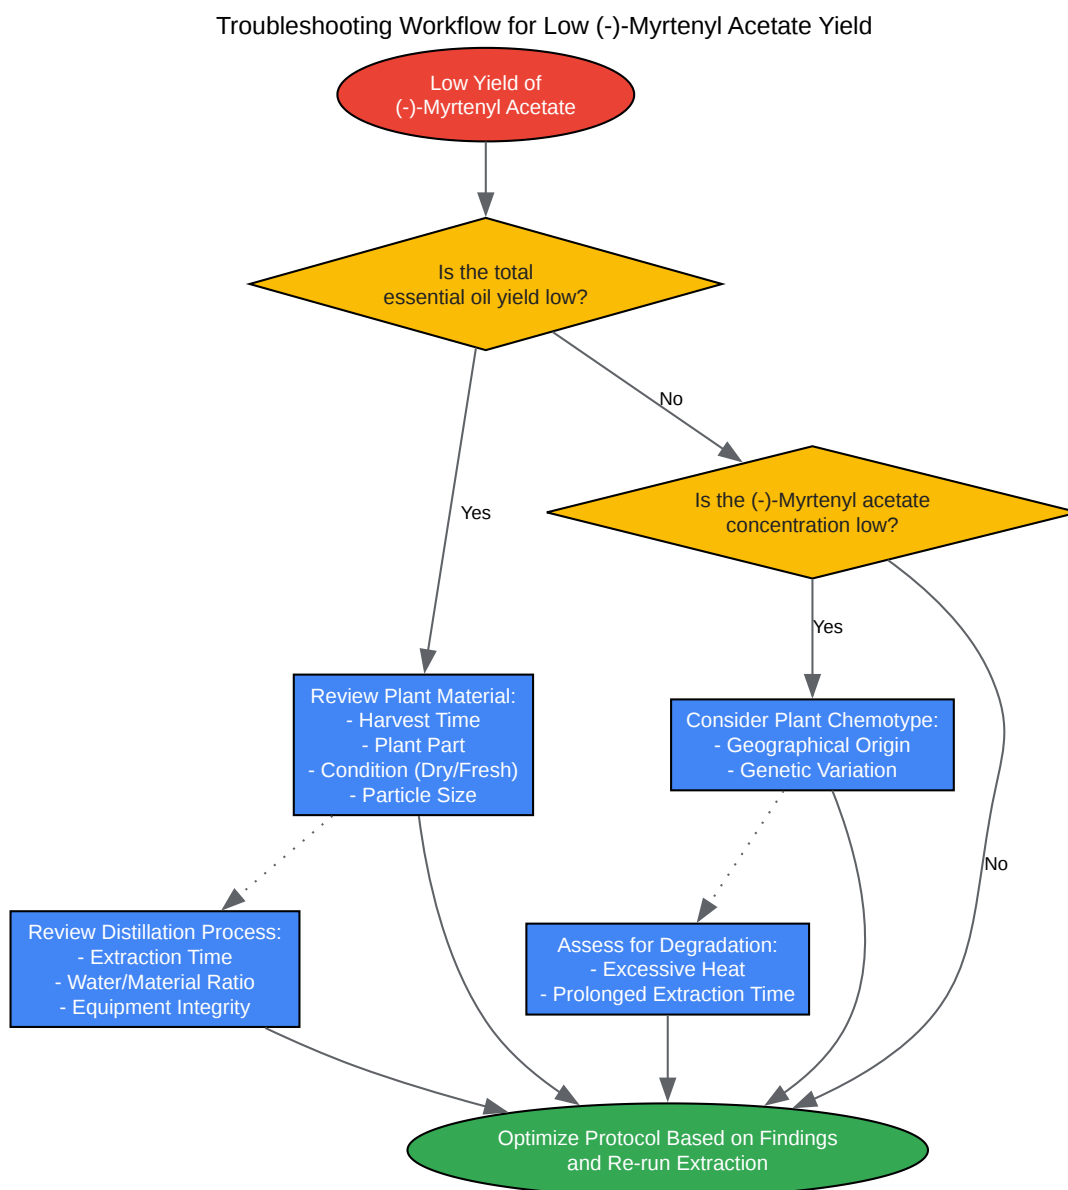 Troubleshooting Workflow for Low (-)-Myrtenyl Acetate Yield
Low Yield of
(-)-Myrtenyl Acetate
Is the total
essential oil yield low?
No
Yes
Is the (-)-Myrtenyl acetate
concentration low?
Yes
No
Review Plant Material:
- Harvest Time
- Plant Part
- Condition (Dry/Fresh)
- Particle Size
Consider Plant Chemotype:
- Geographical Origin
- Genetic Variation
Review Distillation Process:
- Extraction Time
- Water/Material Ratio
- Equipment Integrity
Assess for Degradation:
- Excessive Heat
- Prolonged Extraction Time
Optimize Protocol Based on Findings
and Re-run Extraction